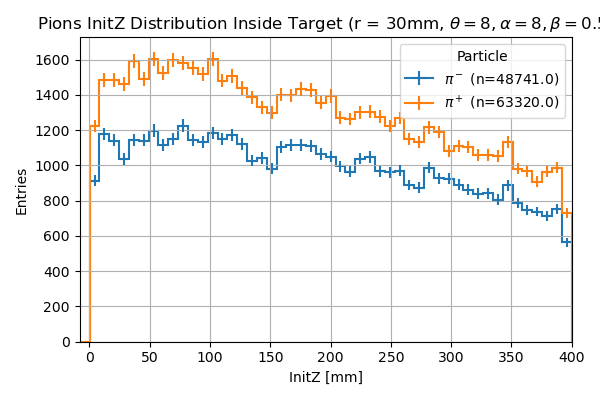 Pions InitZ Distribution Inside Target (r = 30mm, θ = 8, α = 8, β = 0.5
Particle
π⁻ (n=48741.0)
π⁺ (n=63320.0)
Entries
1600
1400
1200
1000
800
600
400
200
0
0 50 100 150 200 250 300 350 400
InitZ [mm]